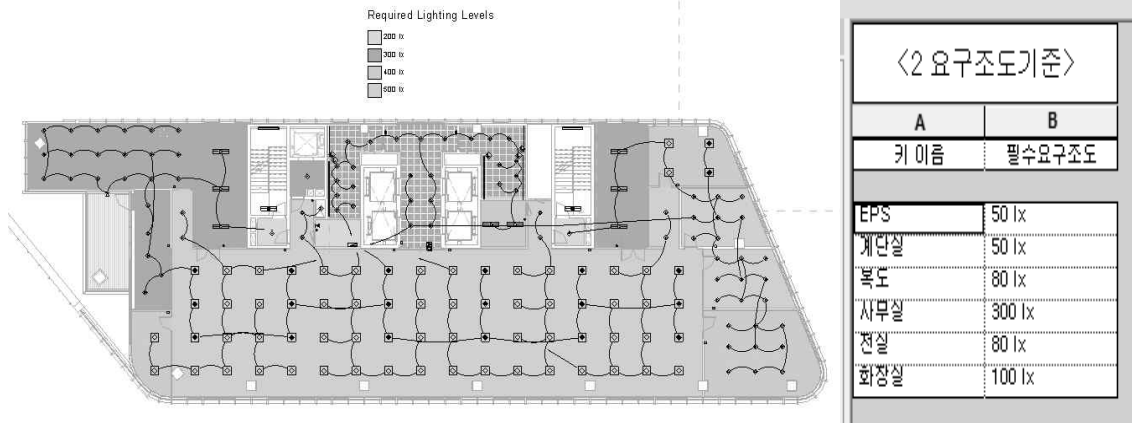 Required Lighting Levels
200 lx
300 lx
400 lx
500 lx
<2 요구조도기준>
A B
키 이름 필수요구조도
EPS 50 lx
계단실 50 lx
복도 80 lx
사무실 300 lx
전실 80 lx
화장실 100 lx